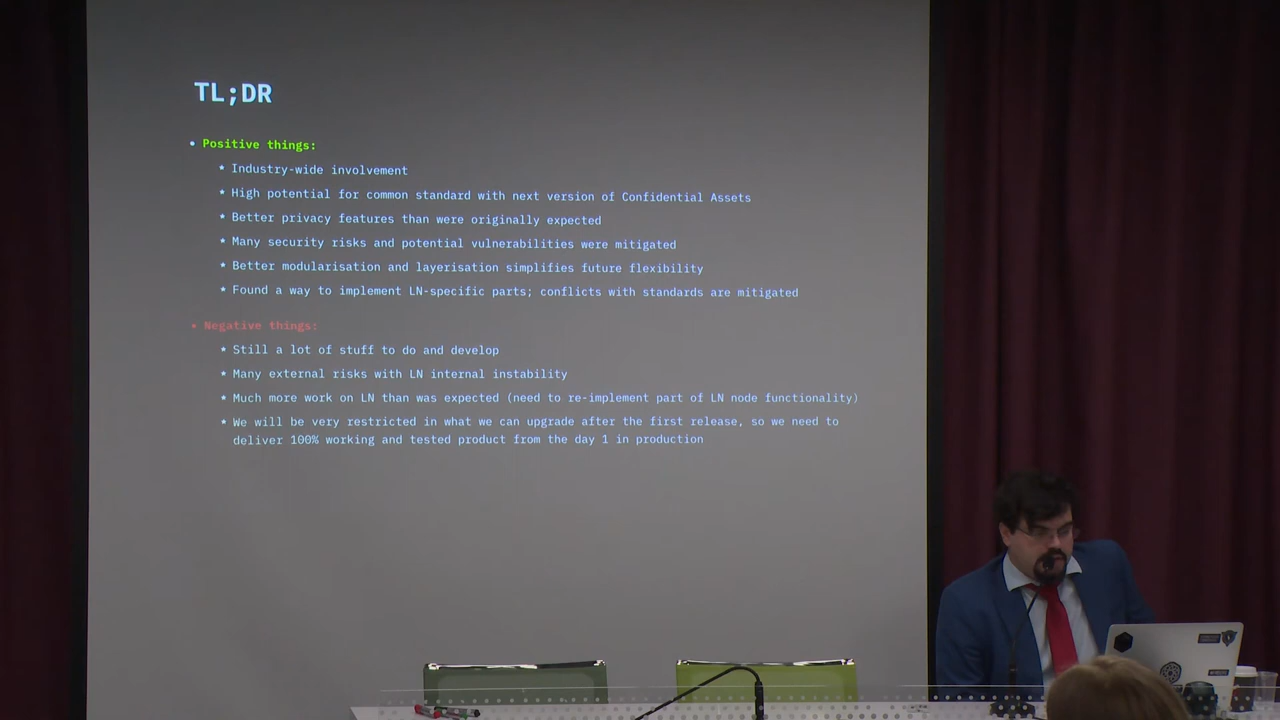 TL;DR
• Positive things:
* Industry-wide involvement
* High potential for common standard with next version of Confidential Assets
* Better privacy features than were originally expected
* Many security risks and potential vulnerabilities were mitigated
* Better modularisation and layerisation simplifies future flexibility
* Found a way to implement LN-specific parts; conflicts with standards are mitigated
• Negative things:
* Still a lot of stuff to do and develop
* Many external risks with LN internal instability
* Much more work on LN than was expected (need to re-implement part of LN node functionality)
* We will be very restricted in what we can upgrade after the first release, so we need to
deliver 100% working and tested product from the day 1 in production